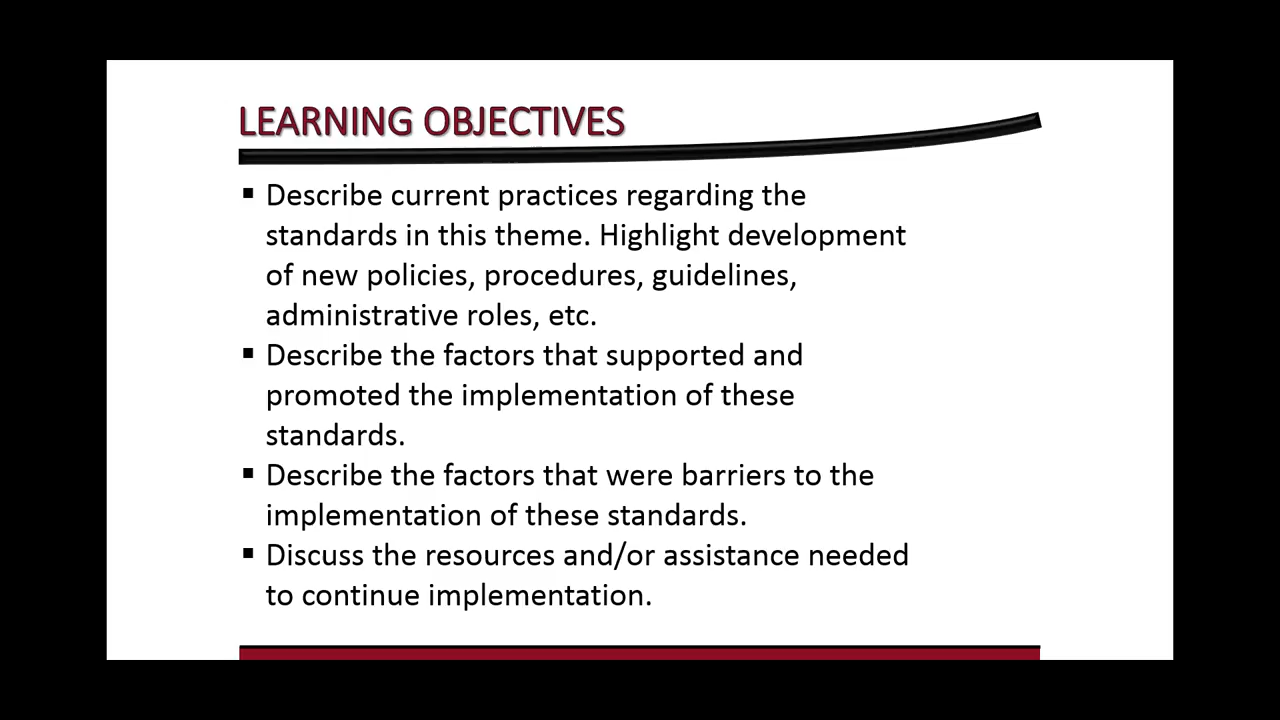 LEARNING OBJECTIVES
▪ Describe current practices regarding the
standards in this theme. Highlight development
of new policies, procedures, guidelines,
administrative roles, etc.
▪ Describe the factors that supported and
promoted the implementation of these
standards.
▪ Describe the factors that were barriers to the
implementation of these standards.
▪ Discuss the resources and/or assistance needed
to continue implementation.